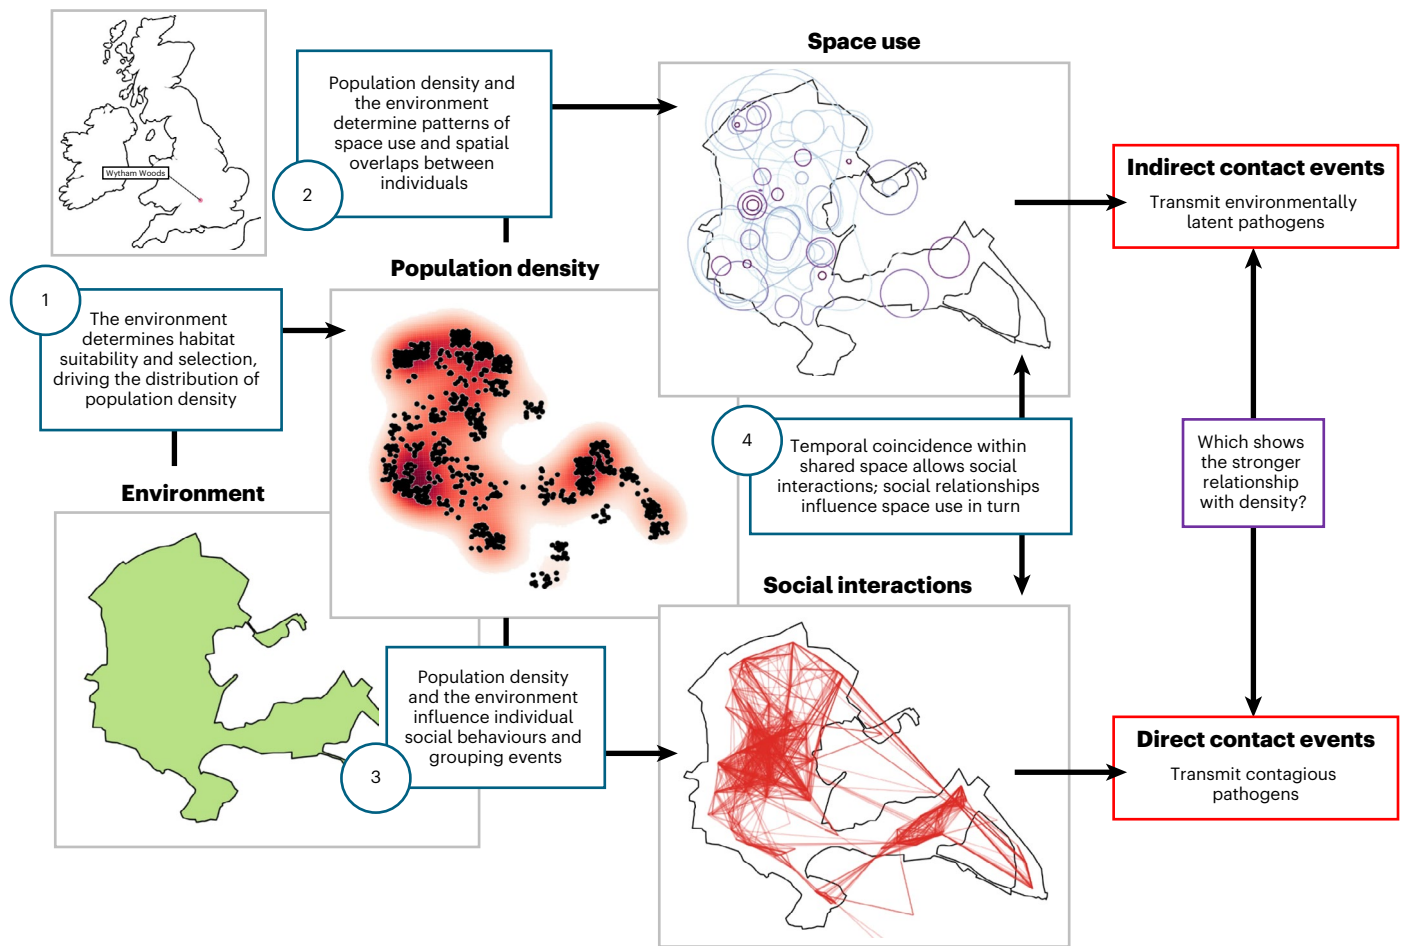 Wytham Woods
2
Population density and
the environment
determine patterns of
space use and spatial
overlaps between
individuals
Space use
Indirect contact events
Transmit environmentally
latent pathogens
1
The environment
determines habitat
suitability and selection,
driving the distribution of
population density
Population density
Environment
4
Temporal coincidence within
shared space allows social
interactions; social relationships
influence space use in turn
Which shows
the stronger
relationship
with density?
3
Population density
and the environment
influence individual
social behaviours and
grouping events
Social interactions
Direct contact events
Transmit contagious
pathogens